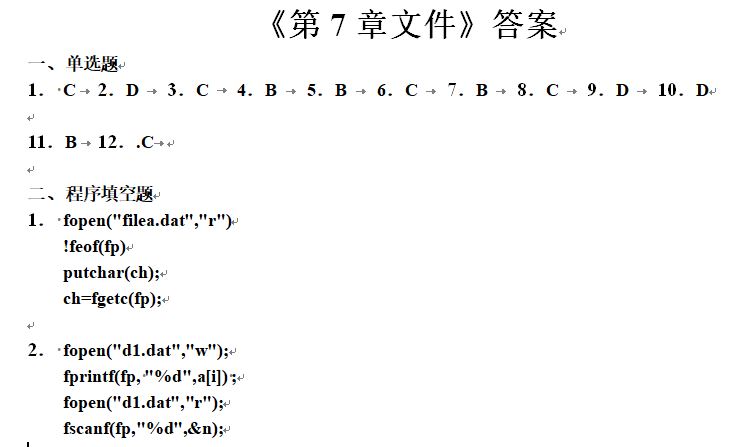 《第 7 章文件》答案
一、单选题
1. C 2. D 3. C 4. B 5. B 6. C 7. B 8. C 9. D 10. D
11. B 12. .C
二、程序填空题
1. fopen("filea.dat","r")
!feof(fp)
putchar(ch);
ch=fgetc(fp);
2. fopen("d1.dat","w");
fprintf(fp, "%d",a[i]) ;
fopen("d1.dat","r");
fscanf(fp,"%d",&n);